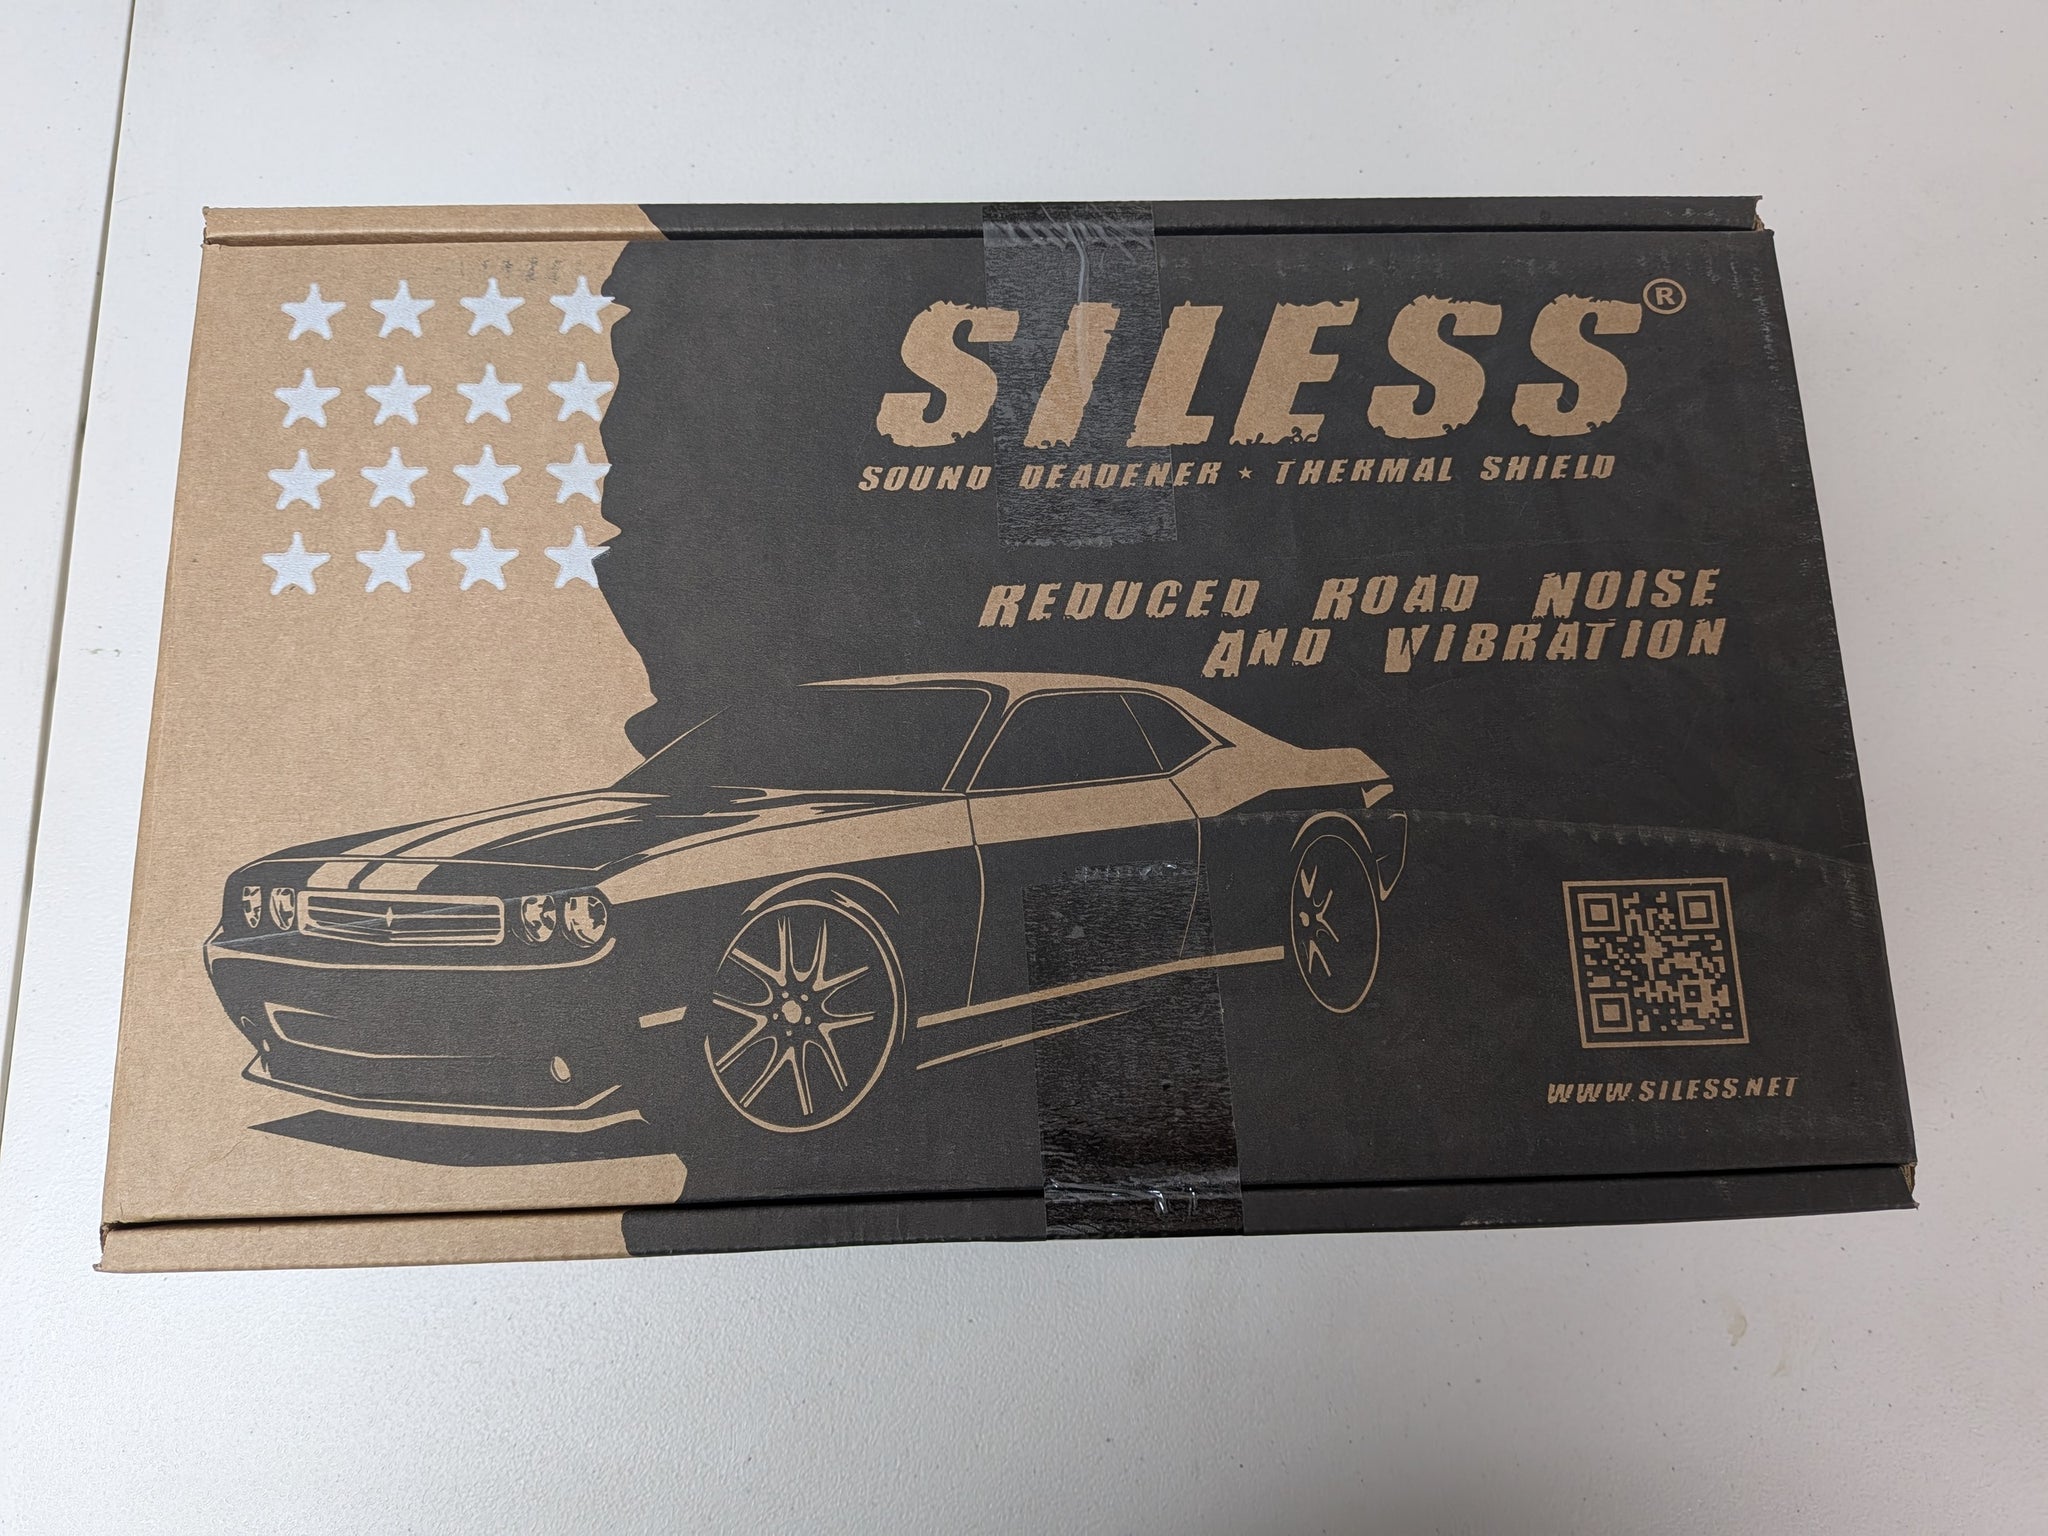 SILESS®
SOUND DEADENER ★ THERMAL SHIELD
REDUCED ROAD NOISE
AND VIBRATION
WWW.SILESS.NET